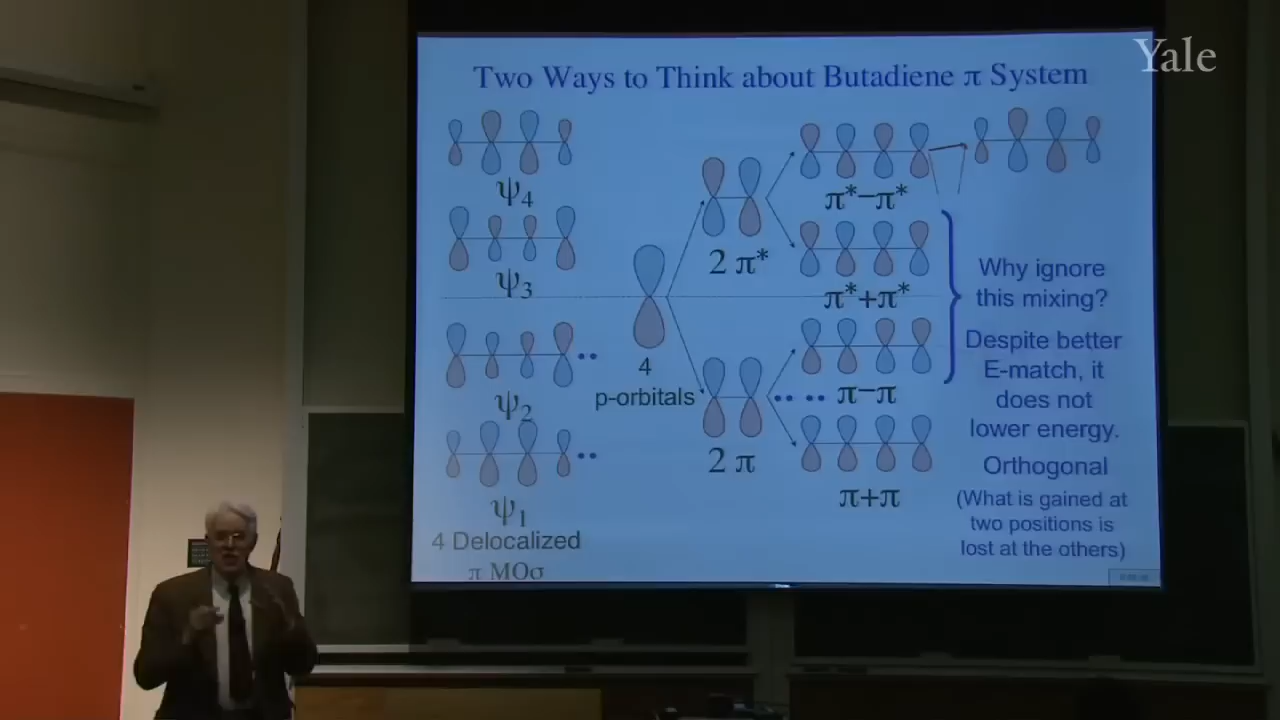 Yale
Two Ways to Think about Butadiene π System
ψ4
ψ3
ψ2
ψ1
4 Delocalized
π MOσ
4
p-orbitals
2 π*
2 π
π*−π*
π*+π*
π−π
π+π
Why ignore
this mixing?
Despite better
E-match, it
does not
lower energy.
Orthogonal
(What is gained at
two positions is
lost at the others)